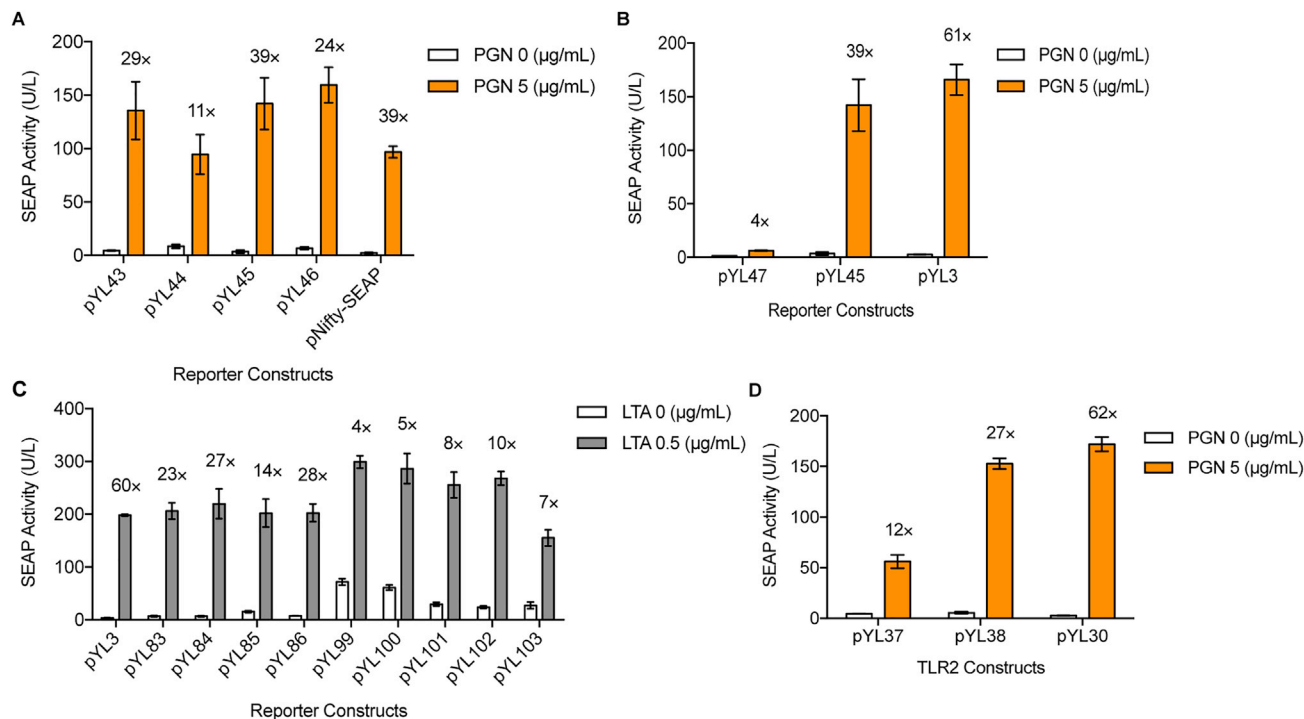 A
SEAP Activity (U/L)
200
150
100
50
0
29×
11×
39×
24×
39×
PGN 0 (µg/mL)
PGN 5 (µg/mL)
pYL43
pYL44
pYL45
pYL46
pNifty-SEAP
Reporter Constructs
B
SEAP Activity (U/L)
200
150
100
50
0
4×
39×
61×
PGN 0 (µg/mL)
PGN 5 (µg/mL)
pYL47
pYL45
pYL3
Reporter Constructs
C
SEAP Activity (U/L)
400
300
200
100
0
60×
23×
27×
14×
28×
4×
5×
8×
10×
7×
LTA 0 (µg/mL)
LTA 0.5 (µg/mL)
pYL3
pYL83
pYL84
pYL85
pYL86
pYL99
pYL100
pYL101
pYL102
pYL103
Reporter Constructs
D
SEAP Activity (U/L)
200
150
100
50
0
12×
27×
62×
PGN 0 (µg/mL)
PGN 5 (µg/mL)
pYL37
pYL38
pYL30
TLR2 Constructs